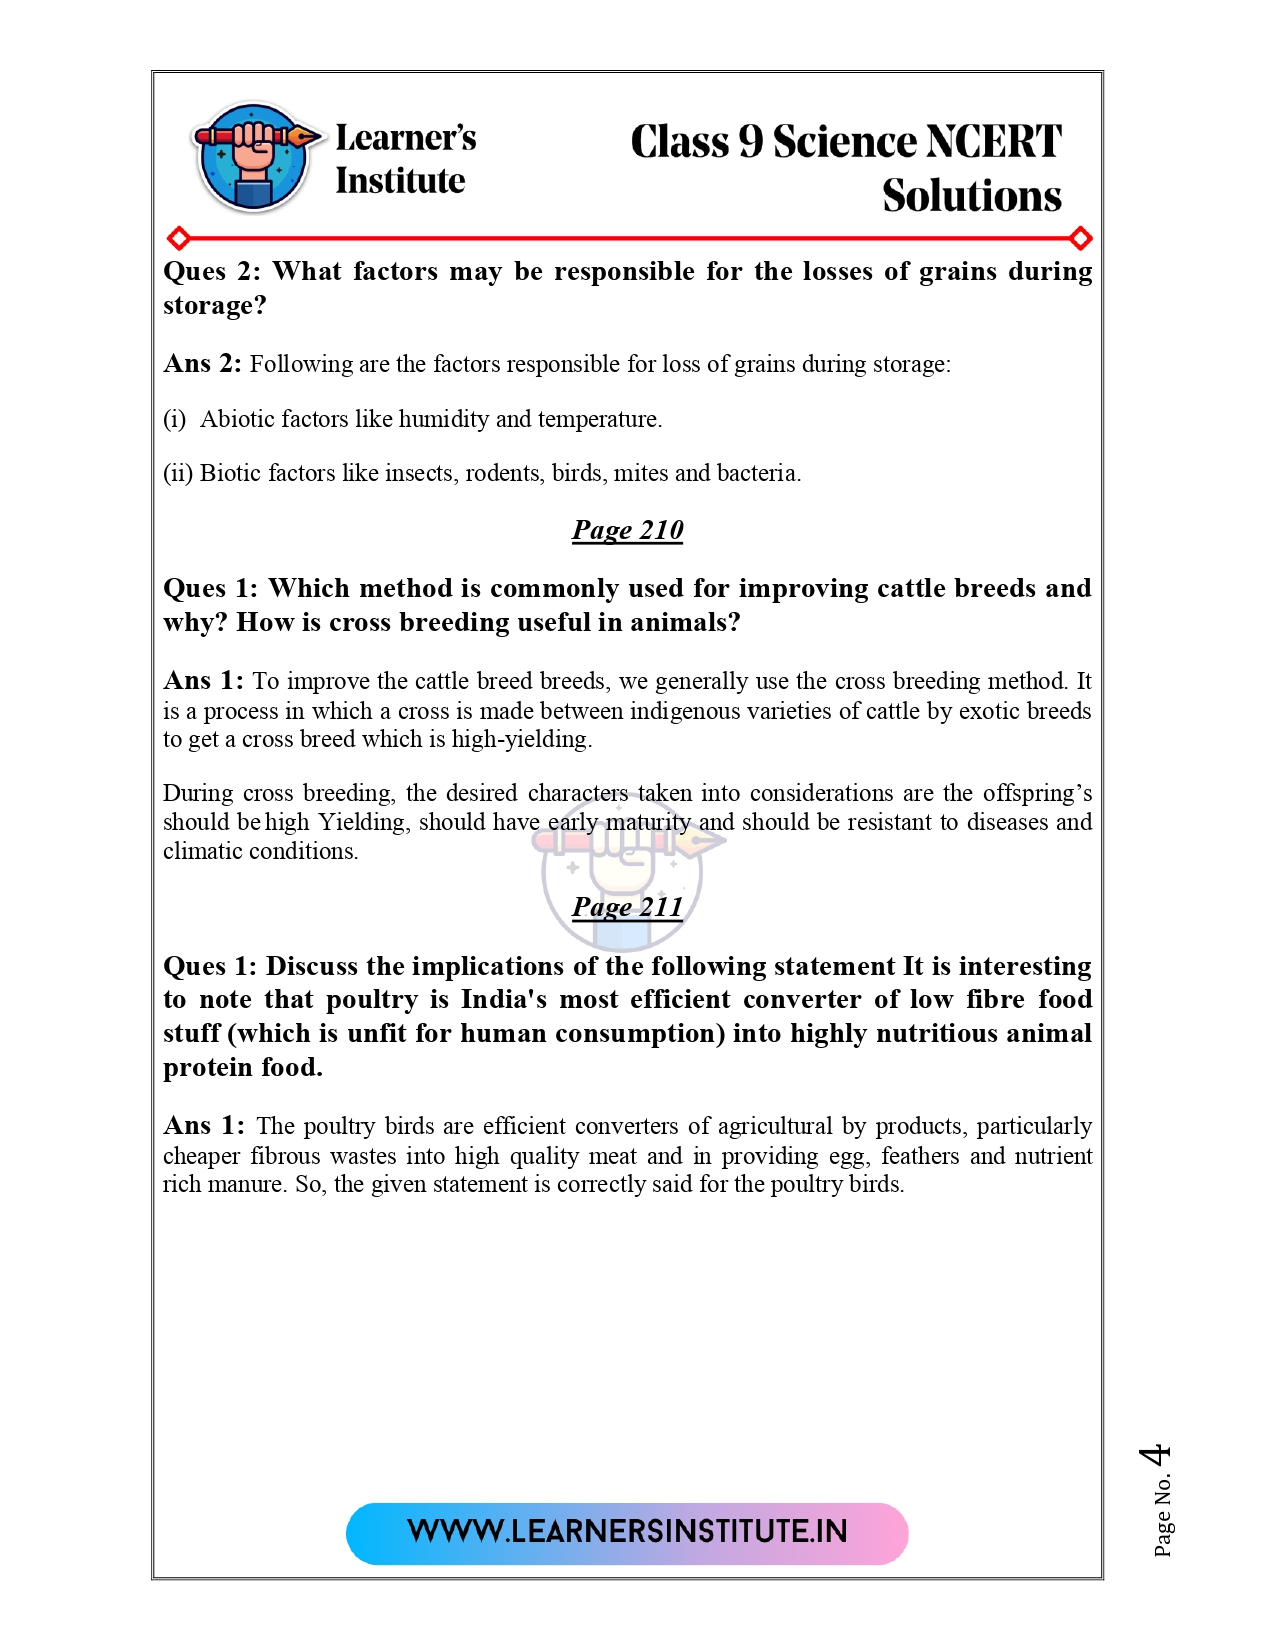 Learner's
Institute
Class 9 Science NCERT
Solutions
Ques 2: What factors may be responsible for the losses of grains during
storage?
Ans 2: Following are the factors responsible for loss of grains during storage:
(i) Abiotic factors like humidity and temperature.
(ii) Biotic factors like insects, rodents, birds, mites and bacteria.
Page 210
Ques 1: Which method is commonly used for improving cattle breeds and
why? How is cross breeding useful in animals?
Ans 1: To improve the cattle breed breeds, we generally use the cross breeding method. It
is a process in which a cross is made between indigenous varieties of cattle by exotic breeds
to get a cross breed which is high-yielding.
During cross breeding, the desired characters taken into considerations are the offspring's
should be high Yielding, should have early maturity and should be resistant to diseases and
climatic conditions.
Page 211
Ques 1: Discuss the implications of the following statement It is interesting
to note that poultry is India's most efficient converter of low fibre food
stuff (which is unfit for human consumption) into highly nutritious animal
protein food.
Ans 1: The poultry birds are efficient converters of agricultural by products, particularly
cheaper fibrous wastes into high quality meat and in providing egg, feathers and nutrient
rich manure. So, the given statement is correctly said for the poultry birds.
Page No. 4
WWW.LEARNERSINSTITUTE.IN